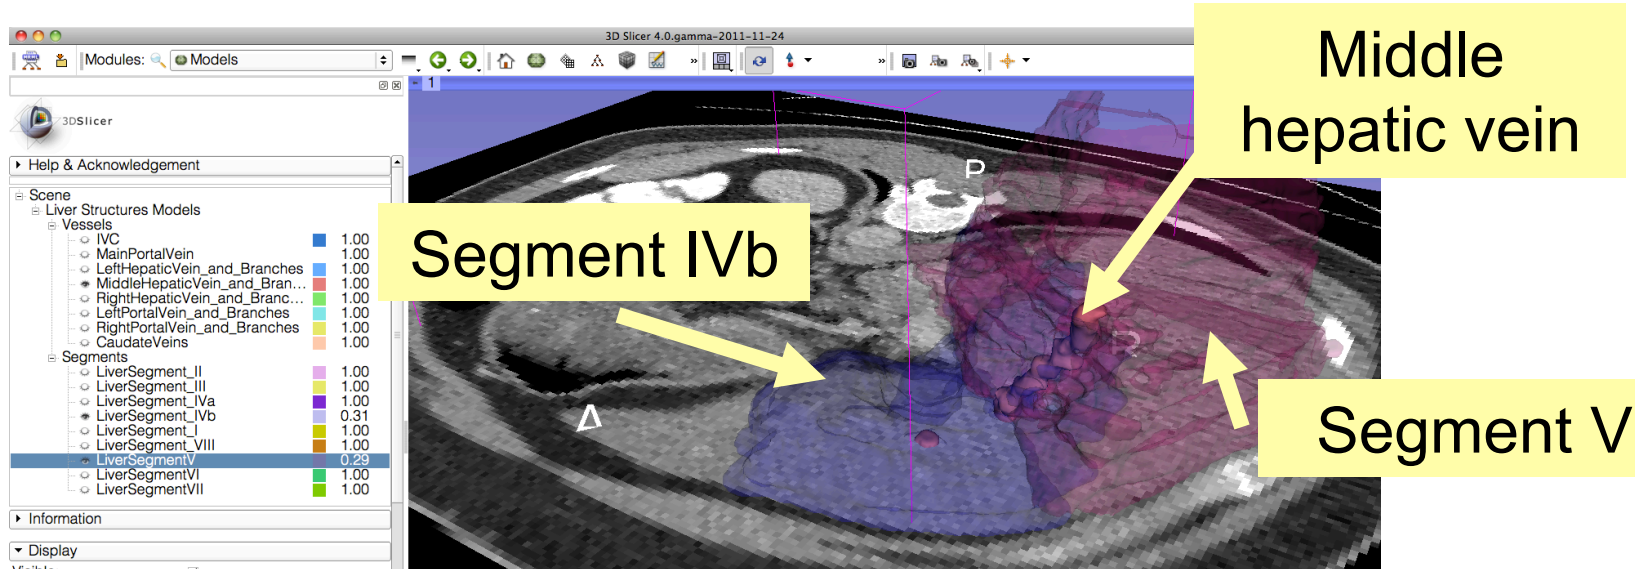 3D Slicer 4.0.gamma-2011-11-24
Modules: Models
»
»
1
3DSlicer
Help & Acknowledgement
Scene
Liver Structures Models
Vessels
IVC 1.00
MainPortalVein 1.00
LeftHepaticVein_and_Branches 1.00
MiddleHepaticVein_and_Bran... 1.00
RightHepaticVein_and_Branc... 1.00
LeftPortalVein_and_Branches 1.00
RightPortalVein_and_Branches 1.00
CaudateVeins 1.00
Segments
LiverSegment_II 1.00
LiverSegment_III 1.00
LiverSegment_IVa 1.00
LiverSegment_IVb 0.31
LiverSegment_I 1.00
LiverSegment_VIII 1.00
LiverSegmentV 0.29
LiverSegmentVI 1.00
LiverSegmentVII 1.00
Information
Display
Visible
Middle
hepatic vein
Segment IVb
Segment V
P
R
A